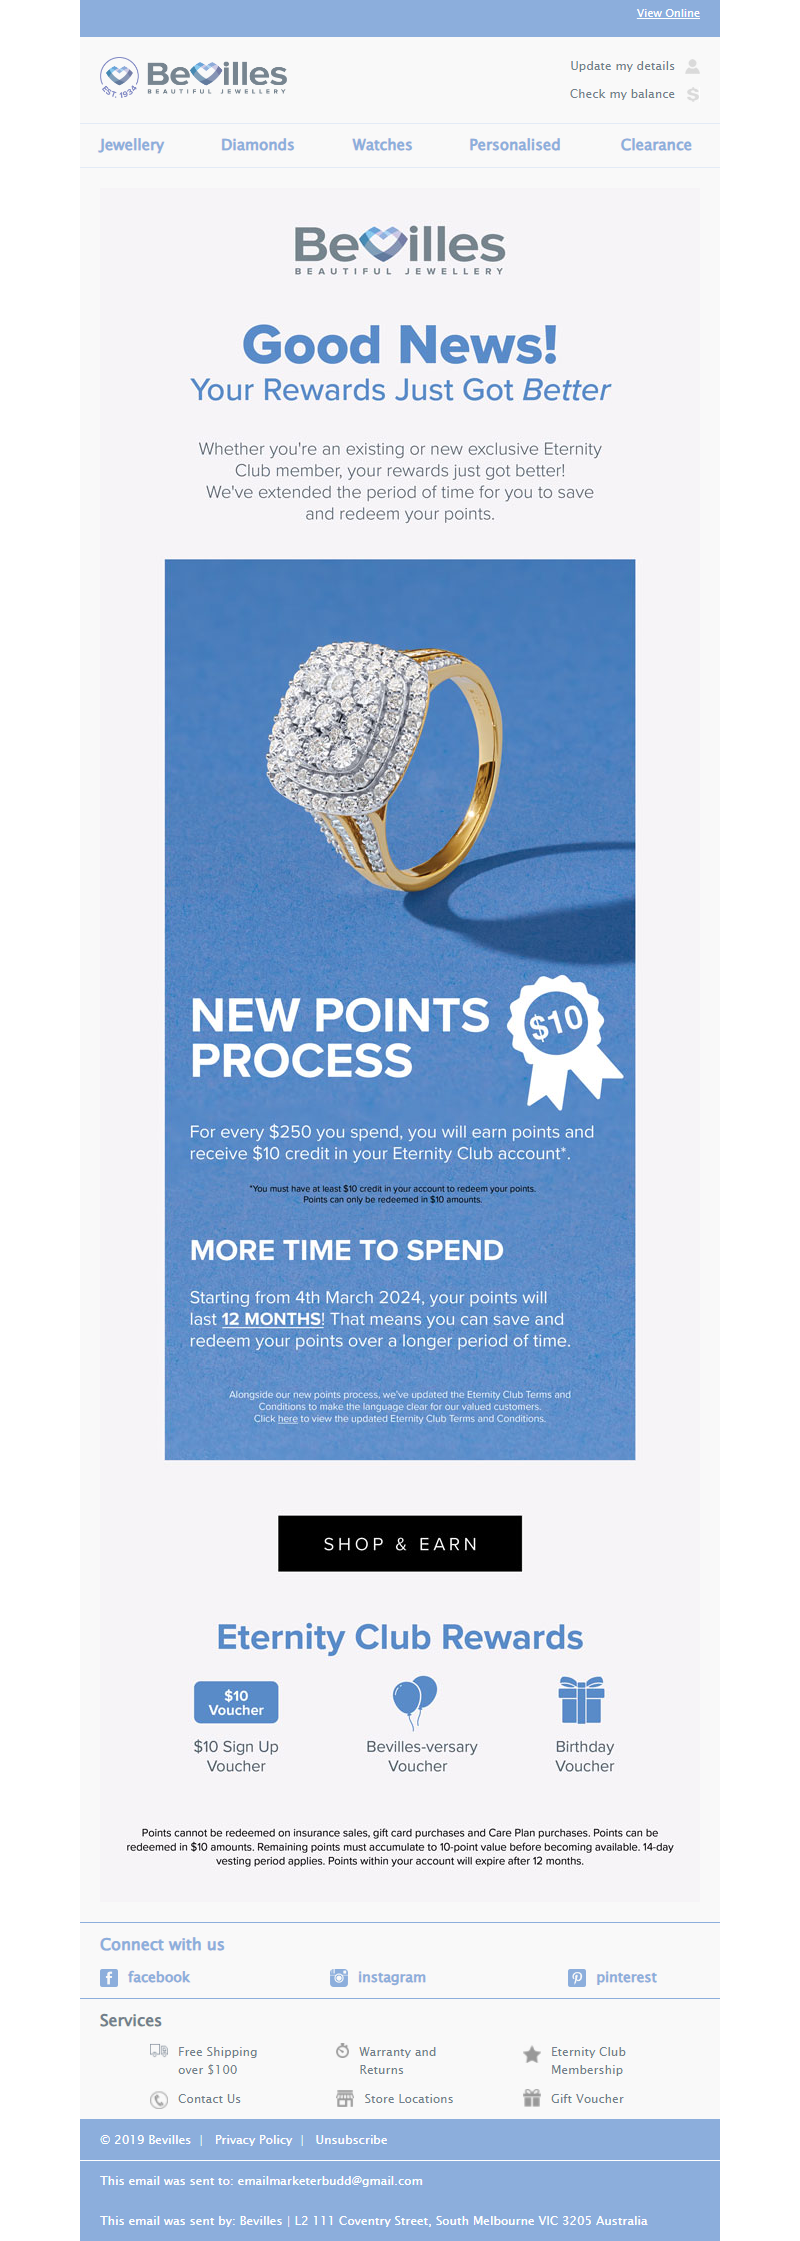 View Online
Bevilles
BEAUTIFUL JEWELLERY
EST. 1934
Update my details
Check my balance
Jewellery Diamonds Watches Personalised Clearance
Bevilles
BEAUTIFUL JEWELLERY
Good News!
Your Rewards Just Got Better
Whether you're an existing or new exclusive Eternity
Club member, your rewards just got better!
We've extended the period of time for you to save
and redeem your points.
NEW POINTS
PROCESS
$10
For every $250 you spend, you will earn points and
receive $10 credit in your Eternity Club account*.
*You must have at least $10 credit in your account to redeem your points.
Points can only be redeemed in $10 amounts.
MORE TIME TO SPEND
Starting from 4th March 2024, your points will
last 12 MONTHS! That means you can save and
redeem your points over a longer period of time.
Alongside our new points process, we've updated the Eternity Club Terms and
Conditions to make the language clear for our valued customers.
Click here to view the updated Eternity Club Terms and Conditions.
SHOP & EARN
Eternity Club Rewards
$10
Voucher
$10 Sign Up
Voucher
Bevilles-versary
Voucher
Birthday
Voucher
Points cannot be redeemed on insurance sales, gift card purchases and Care Plan purchases. Points can be
redeemed in $10 amounts. Remaining points must accumulate to 10-point value before becoming available. 14-day
vesting period applies. Points within your account will expire after 12 months.
Connect with us
facebook instagram pinterest
Services
Free Shipping
over $100
Warranty and
Returns
Eternity Club
Membership
Contact Us
Store Locations
Gift Voucher
© 2019 Bevilles | Privacy Policy | Unsubscribe
This email was sent to: emailmarketerbudd@gmail.com
This email was sent by: Bevilles | L2 111 Coventry Street, South Melbourne VIC 3205 Australia